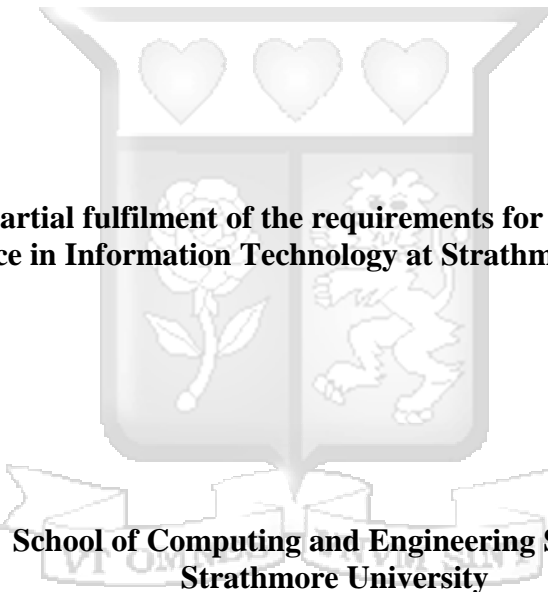 artial fulfilment of the requirements for
ce in Information Technology at Strathm
School of Computing and Engineering S
Strathmore University